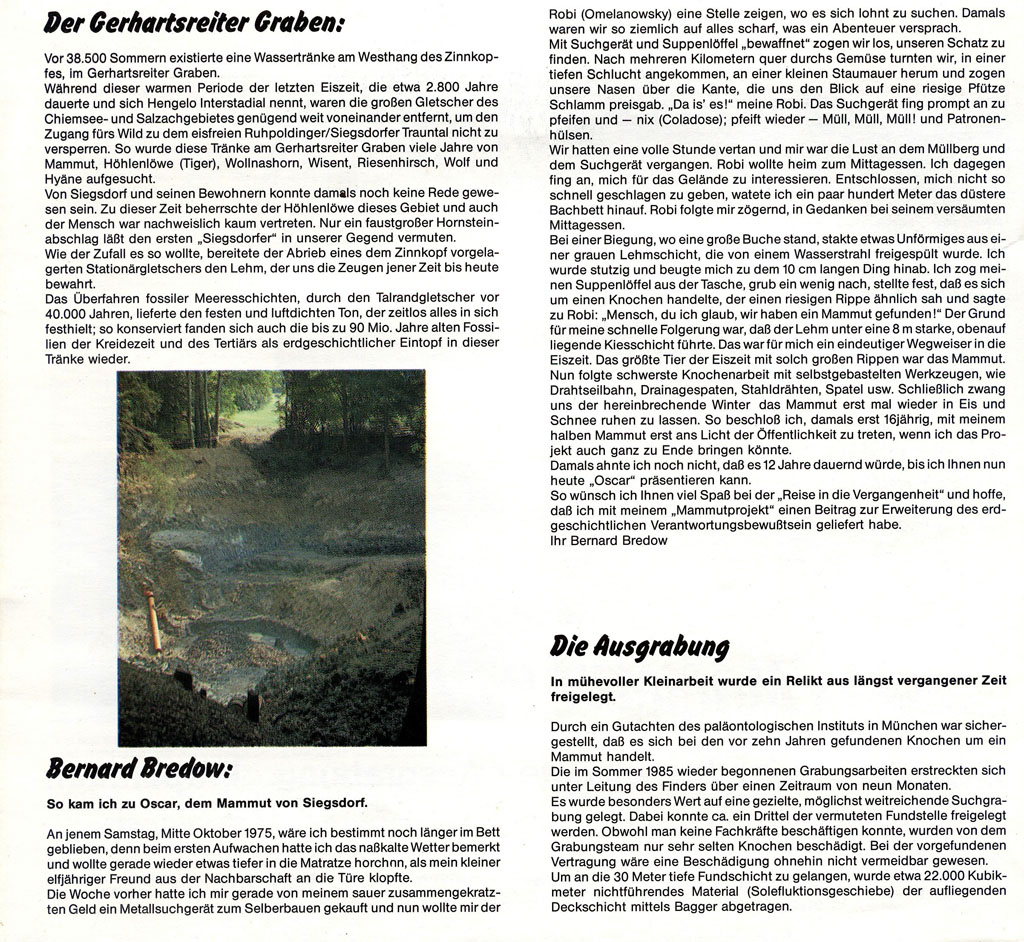 Der Gerhartsreiter Graben:
Vor 38.500 Sommern existierte eine Wassertränke am Westhang des Zinnkop-
fes, im Gerhartsreiter Graben.
Während dieser warmen Periode der letzten Eiszeit, die etwa 2.800 Jahre
dauerte und sich Hengelo Interstadial nennt, waren die großen Gletscher des
Chiemsee- und Salzachgebietes genügend weit voneinander entfernt, um den
Zugang fürs Wild zu dem eisfreien Ruhpoldinger/Siegsdorfer Trauntal nicht zu
versperren. So wurde diese Tränke am Gerhartsreiter Graben viele Jahre von
Mammut, Höhlenlöwe (Tiger), Wollnashorn, Wisent, Riesenhirsch, Wolf und
Hyäne aufgesucht.
Von Siegsdorf und seinen Bewohnern konnte damals noch keine Rede gewe-
sen sein. Zu dieser Zeit beherrschte der Höhlenlöwe dieses Gebiet und auch
der Mensch war nachweislich kaum vertreten. Nur ein faustgroßer Hornstein-
abschlag läßt den ersten „Siegsdorfer“ in unserer Gegend vermuten.
Wie der Zufall es so wollte, bereitete der Abrieb eines dem Zinnkopf vorgela-
gerten Stationärgletschers den Lehm, der uns die Zeugen jener Zeit bis heute
bewahrt.
Das Überfahren fossiler Meeresschichten, durch den Talrandgletscher vor
40.000 Jahren, lieferte den festen und luftdichten Ton, der zeitlos alles in sich
festhielt; so konserviert fanden sich auch die bis zu 90 Mio. Jahre alten Fossi-
lien der Kreidezeit und des Tertiärs als erdgeschichtlicher Eintopf in dieser
Tränke wieder.
Bernard Bredow:
So kam ich zu Oscar, dem Mammut von Siegsdorf.
An jenem Samstag, Mitte Oktober 1975, wäre ich bestimmt noch länger im Bett
geblieben, denn beim ersten Aufwachen hatte ich das naßkalte Wetter bemerkt
und wollte gerade wieder etwas tiefer in die Matratze horchnn, als mein kleiner
elfjähriger Freund aus der Nachbarschaft an die Türe klopfte.
Die Woche vorher hatte ich mir gerade von meinem sauer zusammengekratz-
ten Geld ein Metallsuchgerät zum Selberbauen gekauft und nun wollte mir der
Robi (Omelanowsky) eine Stelle zeigen, wo es sich lohnt zu suchen. Damals
waren wir so ziemlich auf alles scharf, was ein Abenteuer versprach.
Mit Suchgerät und Suppenlöffel „bewaffnet“ zogen wir los, unseren Schatz zu
finden. Nach mehreren Kilometern quer durchs Gemüse turnten wir, in einer
tiefen Schlucht angekommen, an einer kleinen Staumauer herum und zogen
unsere Nasen über die Kante, die uns den Blick auf eine riesige Pfütze
Schlamm preisgab. „Da is' es!“ meine Robi. Das Suchgerät fing prompt an zu
pfeifen und – nix (Coladose); pfeift wieder – Müll, Müll, Müll! und Patronen-
hülsen.
Wir hatten eine volle Stunde vertan und mir war die Lust an dem Müllberg und
dem Suchgerät vergangen. Robi wollte heim zum Mittagessen. Ich dagegen
fing an, mich für das Gelände zu interessieren. Entschlossen, mich nicht so
schnell geschlagen zu geben, watete ich ein paar hundert Meter das düstere
Bachbett hinauf. Robi folgte mir zögernd, in Gedanken bei seinem versäumten
Mittagessen.
Bei einer Biegung, wo eine große Buche stand, stakte etwas Unförmiges aus ei-
ner grauen Lehmschicht, die von einem Wasserstrahl freigespült wurde. Ich
wurde stutzig und beugte mich zu dem 10 cm langen Ding hinab. Ich zog mei-
nen Suppenlöffel aus der Tasche, grub ein wenig nach, stellte fest, daß es sich
um einen Knochen handelte, der einen riesigen Rippe ähnlich sah und sagte
zu Robi: „Mensch, du ich glaub, wir haben ein Mammut gefunden!“ Der Grund
für meine schnelle Folgerung war, daß der Lehm unter eine 8 m starke, obenauf
liegende Kiesschicht führte. Das war für mich ein eindeutiger Wegweiser in die
Eiszeit. Das größte Tier der Eiszeit mit solch großen Rippen war das Mammut.
Nun folgte schwerste Knochenarbeit mit selbstgebastelten Werkzeugen, wie
Drahtseilbahn, Drainagespaten, Stahldrähten, Spatel usw. Schließlich zwang
uns der hereinbrechende Winter das Mammut erst mal wieder in Eis und
Schnee ruhen zu lassen. So beschloß ich, damals erst 16jährig, mit meinem
halben Mammut erst ans Licht der Öffentlichkeit zu treten, wenn ich das Pro-
jekt auch ganz zu Ende bringen könnte.
Damals ahnte ich noch nicht, daß es 12 Jahre dauernd würde, bis ich Ihnen nun
heute „Oscar“ präsentieren kann.
So wünsch ich Ihnen viel Spaß bei der „Reise in die Vergangenheit“ und hoffe,
daß ich mit meinem „Mammutprojekt“ einen Beitrag zur Erweiterung des erd-
geschichtlichen Verantwortungsbewußtsein geliefert habe.
Ihr Bernard Bredow
Die Ausgrabung
In mühevoller Kleinarbeit wurde ein Relikt aus längst vergangener Zeit
freigelegt.
Durch ein Gutachten des paläontologischen Instituts in München war sicher-
gestellt, daß es sich bei den vor zehn Jahren gefundenen Knochen um ein
Mammut handelt.
Die im Sommer 1985 wieder begonnenen Grabungsarbeiten erstreckten sich
unter Leitung des Finders über einen Zeitraum von neun Monaten.
Es wurde besonders Wert auf eine gezielte, möglichst weitreichende Suchgra-
bung gelegt. Dabei konnte ca. ein Drittel der vermuteten Fundstelle freigelegt
werden. Obwohl man keine Fachkräfte beschäftigen konnte, wurden von dem
Grabungsteam nur sehr selten Knochen beschädigt. Bei der vorgefundenen
Vertragung wäre eine Beschädigung ohnehin nicht vermeidbar gewesen.
Um an die 30 Meter tiefe Fundschicht zu gelangen, wurde etwa 22.000 Kubik-
meter nichtführendes Material (Solefluktionsgeschiebe) der aufliegenden
Deckschicht mittels Bagger abgetragen.